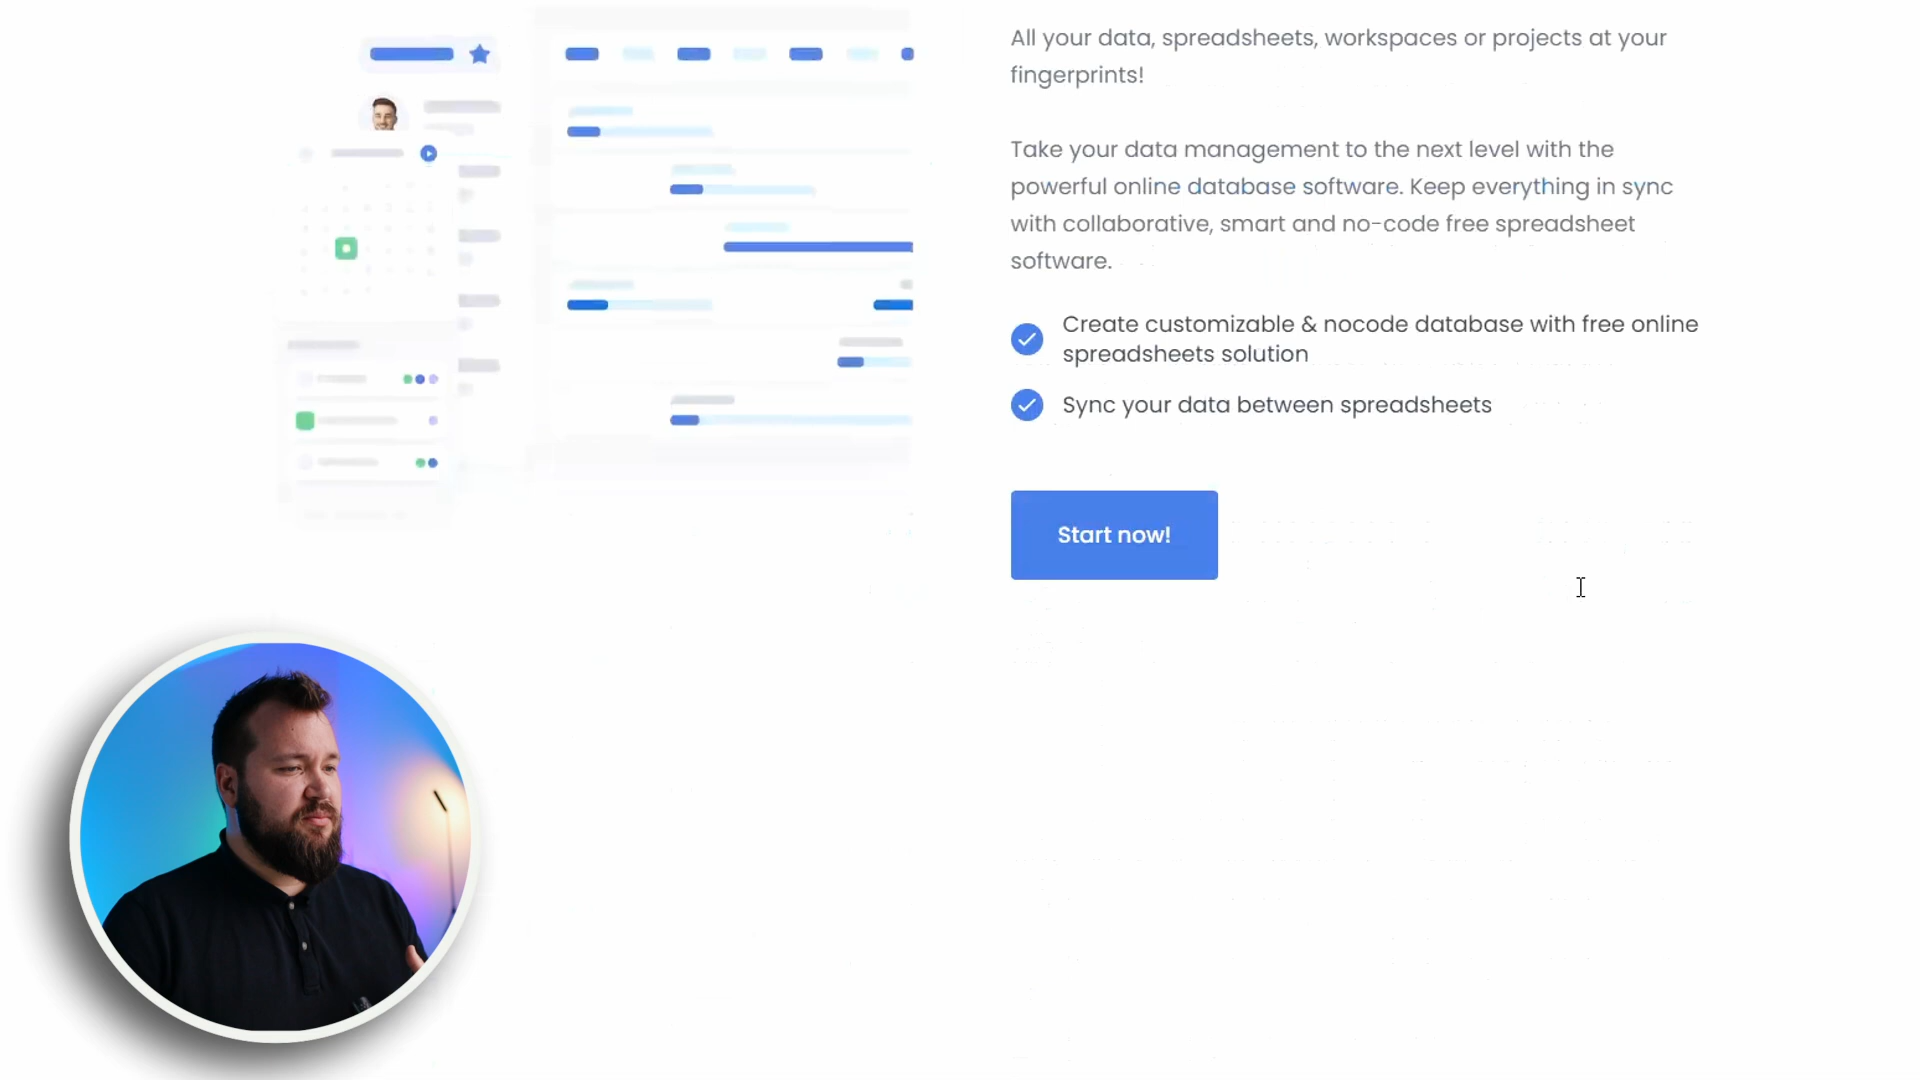 All your data, spreadsheets, workspaces or projects at your
fingerprints!
Take your data management to the next level with the
powerful online database software. Keep everything in sync
with collaborative, smart and no-code free spreadsheet
software.
Create customizable & nocode database with free online
spreadsheets solution
Sync your data between spreadsheets
Start now!